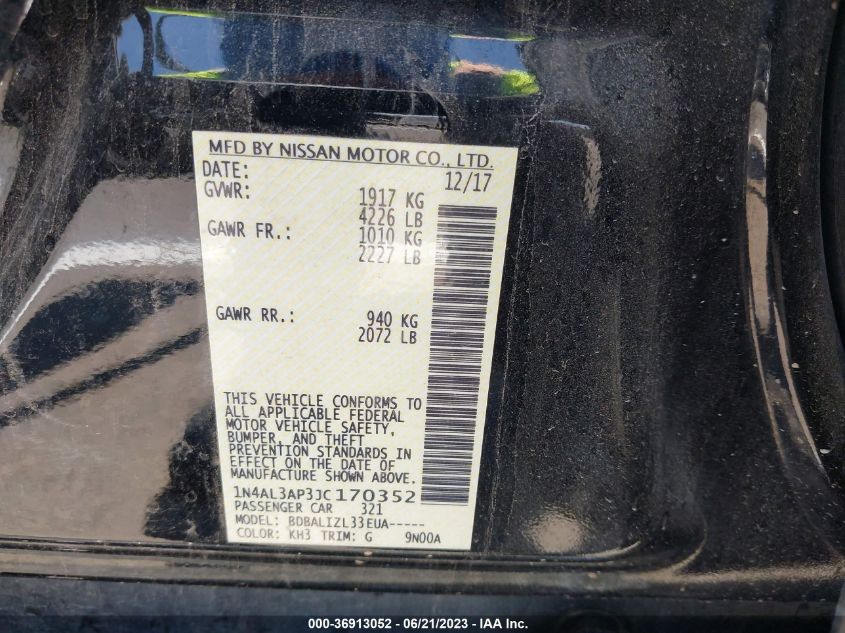 MFD BY NISSAN MOTOR CO., LTD.
DATE: 12/17
GVWR: 1917 KG
4226 LB
GAWR FR.: 1010 KG
2227 LB
GAWR RR.: 940 KG
2072 LB
THIS VEHICLE CONFORMS TO
ALL APPLICABLE FEDERAL
MOTOR VEHICLE SAFETY,
BUMPER, AND THEFT
PREVENTION STANDARDS IN
EFFECT ON THE DATE OF
MANUFACTURE SHOWN ABOVE.
1N4AL3AP3JC170352
PASSENGER CAR 321
MODEL: BDBALIZL33EUA-----
COLOR: KH3 TRIM: G 9N00A
000-36913052 - 06/21/2023 - IAA Inc.